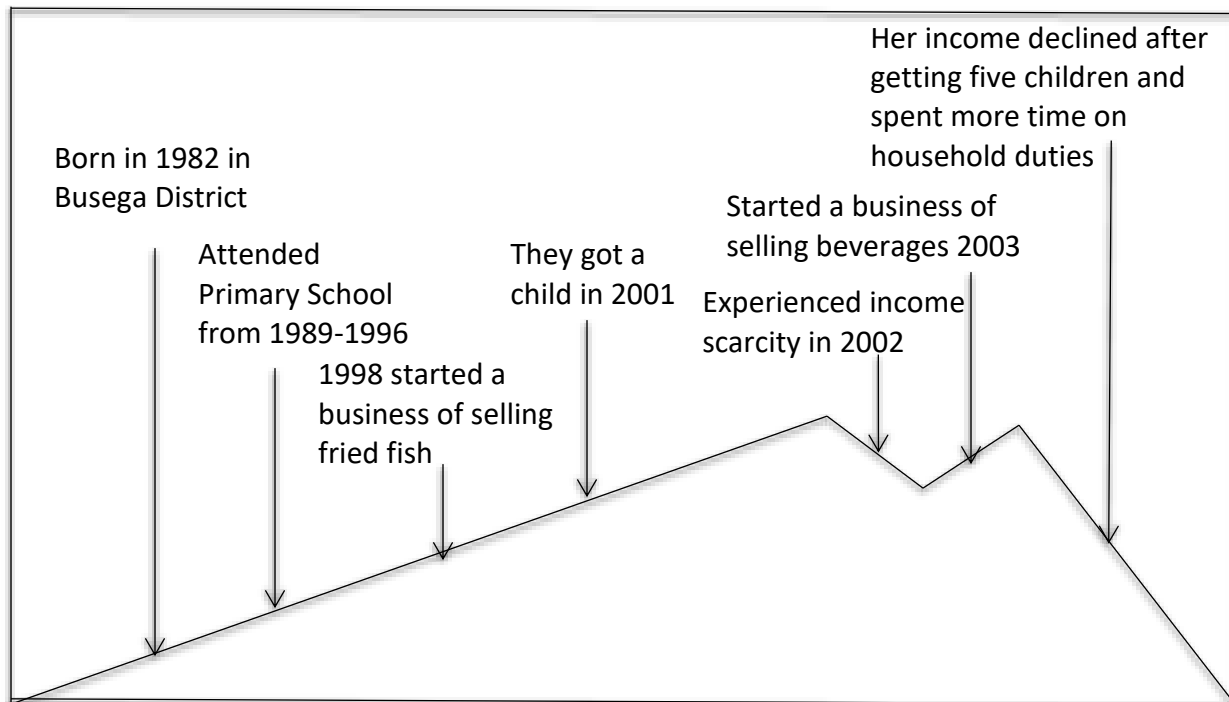 Born in 1982 in
Busega District
Attended
Primary School
from 1989-1996
1998 started a
business of selling
fried fish
They got a
child in 2001
Experienced income
scarcity in 2002
Started a business of
selling beverages 2003
Her income declined after
getting five children and
spent more time on
household duties